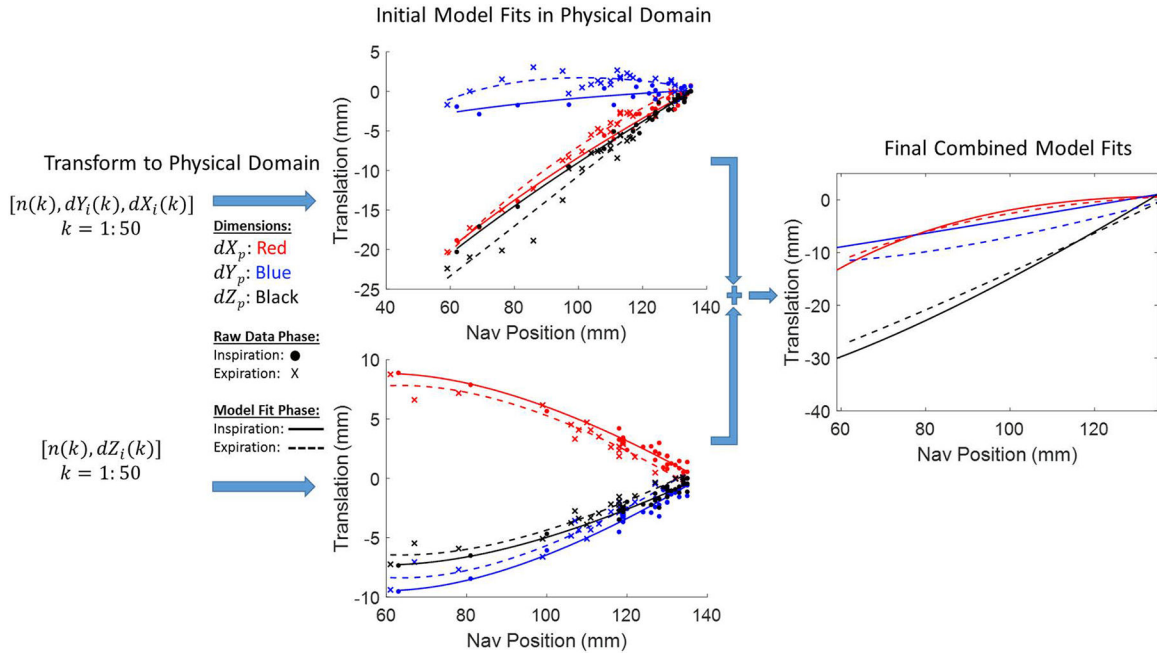 Initial Model Fits in Physical Domain
Transform to Physical Domain
[n(k), dY_i(k), dX_i(k)]
k = 1: 50
Dimensions:
dX_p: Red
dY_p: Blue
dZ_p: Black
Raw Data Phase:
Inspiration: ●
Expiration: x
Model Fit Phase:
Inspiration:
Expiration:
[n(k), dZ_i(k)]
k = 1: 50
Translation (mm)
5
0
-5
-10
-15
-20
-25
40 60 80 100 120 140
Nav Position (mm)
Translation (mm)
10
5
0
-5
-10
60 80 100 120 140
Nav Position (mm)
+
Final Combined Model Fits
Translation (mm)
0
-10
-20
-30
-40
60 80 100 120
Nav Position (mm)